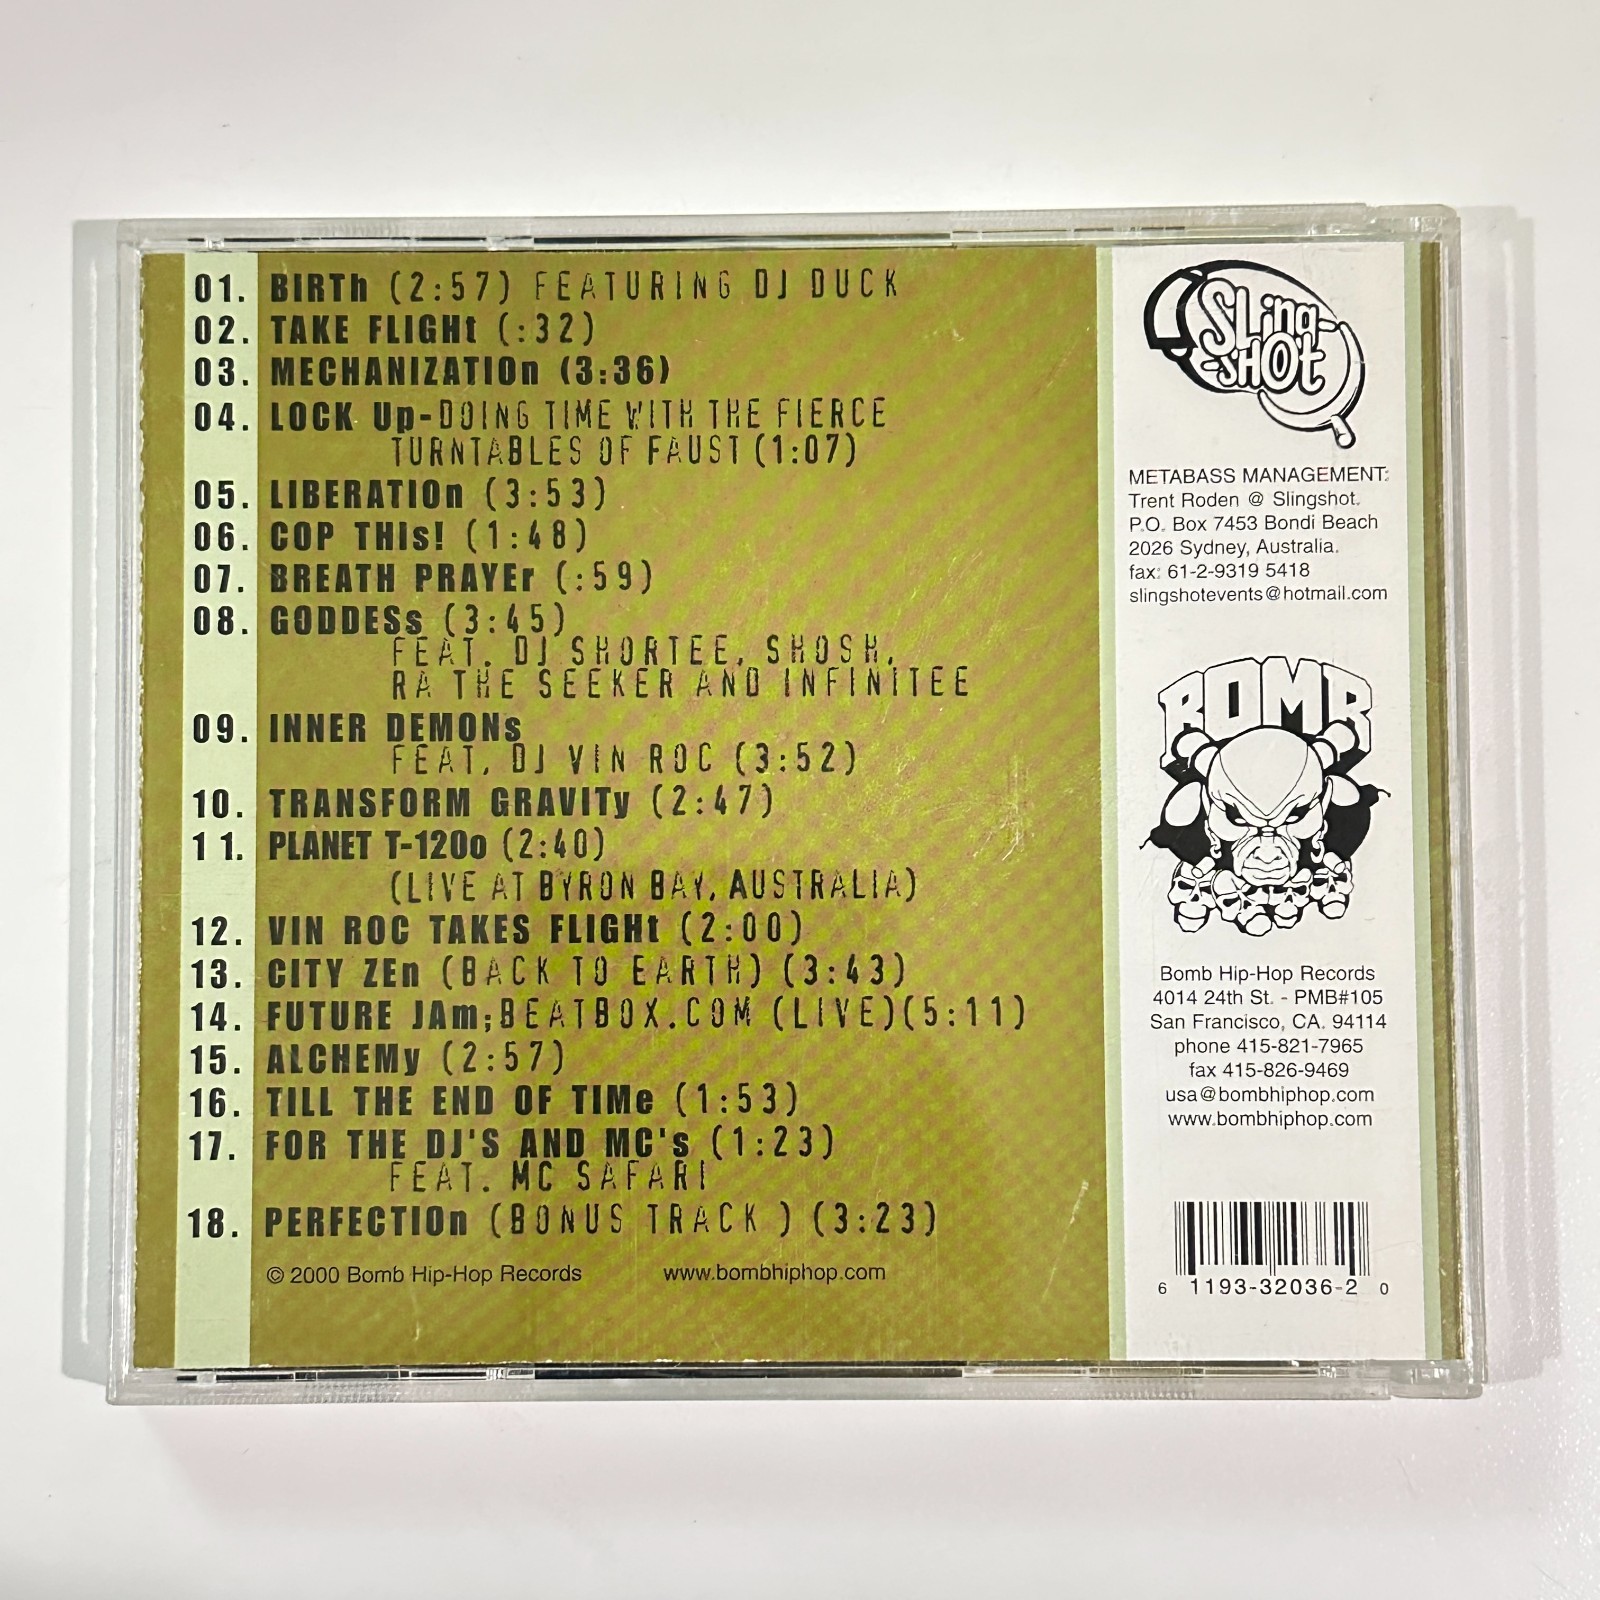 01. BIRTh (2:57) FEATURING DJ DUCK
02. TAKE FLIGHt (:32)
03. MECHANIZATIOn (3:36)
04. LOCK Up-DOING TIME WITH THE FIERCE
TURNTABLES OF FAUST (1:07)
05. LIBERATIOn (3:53)
06. COP THIs! (1:48)
07. BREATH PRAYEr (:59)
08. GODDESs (3:45)
FEAT. DJ SHORTEE, SHOSH,
RA THE SEEKER AND INFINITEE
09. INNER DEMONs
FEAT. DJ VIN ROC (3:52)
10. TRANSFORM GRAVITy (2:47)
11. PLANET T-120o (2:40)
(LIVE AT BYRON BAY, AUSTRALIA)
12. VIN ROC TAKES FLIGHt (2:00)
13. CITY ZEn (BACK TO EARTH) (3:43)
14. FUTURE JAm;BEATBOX.COM (LIVE)(5:11)
15. ALCHEMy (2:57)
16. TILL THE END OF TIMe (1:53)
17. FOR THE DJ'S AND MC's (1:23)
FEAT. MC SAFARI
18. PERFECTIOn (BONUS TRACK ) (3:23)
© 2000 Bomb Hip-Hop Records www.bombhiphop.com
SLing-
-SHOt
METABASS MANAGEMENT:
Trent Roden @ Slingshot.
P.O. Box 7453 Bondi Beach
2026 Sydney, Australia.
fax: 61-2-9319 5418
slingshotevents@hotmail.com
BOMB
Bomb Hip-Hop Records
4014 24th St. - PMB#105
San Francisco, CA. 94114
phone 415-821-7965
fax 415-826-9469
usa@bombhiphop.com
www.bombhiphop.com
6 1193-32036-2 0